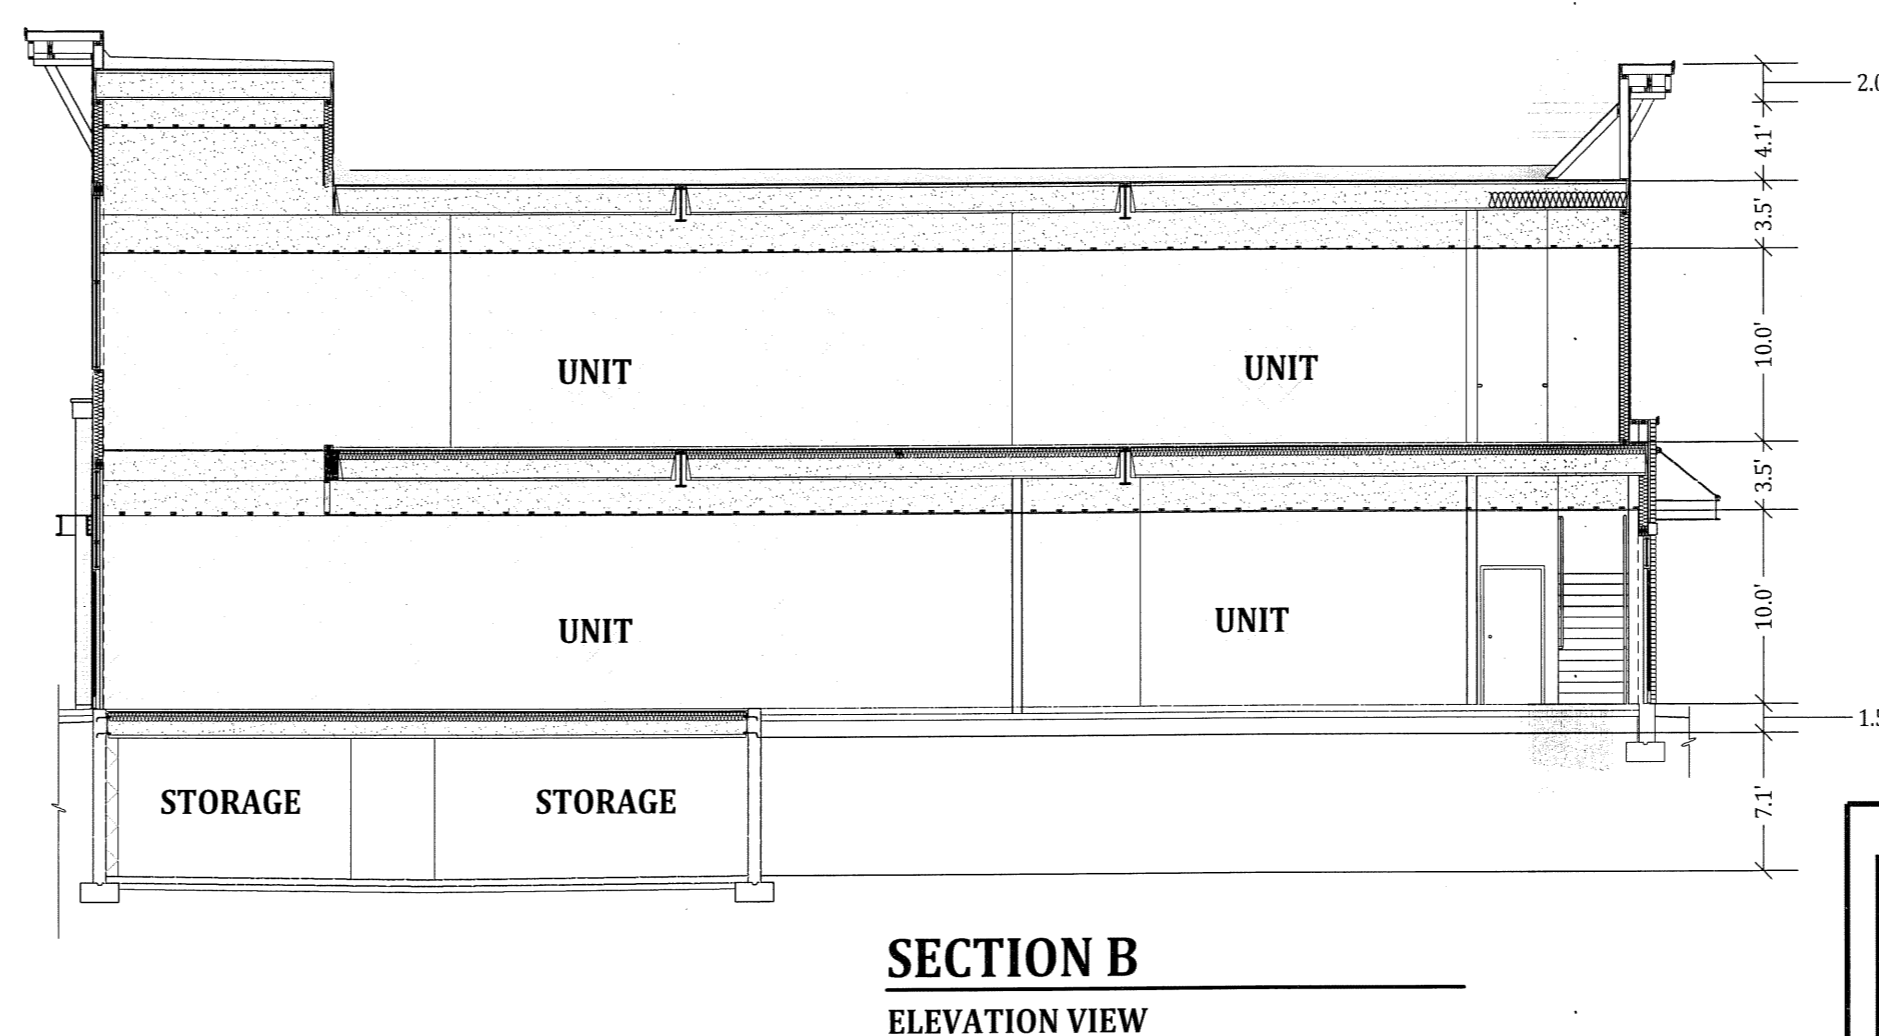 2.0
4.1'
3.5'
10.0'
UNIT
UNIT
3.5'
10.0'
UNIT
UNIT
1.5
7.1'
STORAGE
STORAGE
SECTION B
ELEVATION VIEW